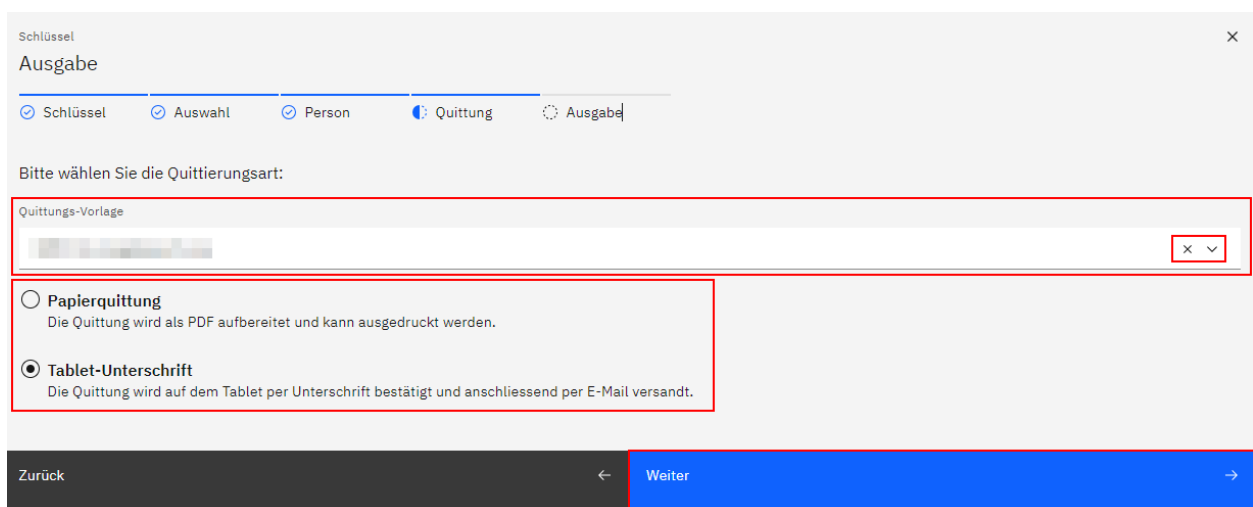 Schlüssel
Ausgabe
Schlüssel Auswahl Person Quittung Ausgabe
Bitte wählen Sie die Quittierungsart:
Quittungs-Vorlage
Papierquittung
Die Quittung wird als PDF aufbereitet und kann ausgedruckt werden.
Tablet-Unterschrift
Die Quittung wird auf dem Tablet per Unterschrift bestätigt und anschliessend per E-Mail versandt.
Zurück Weiter